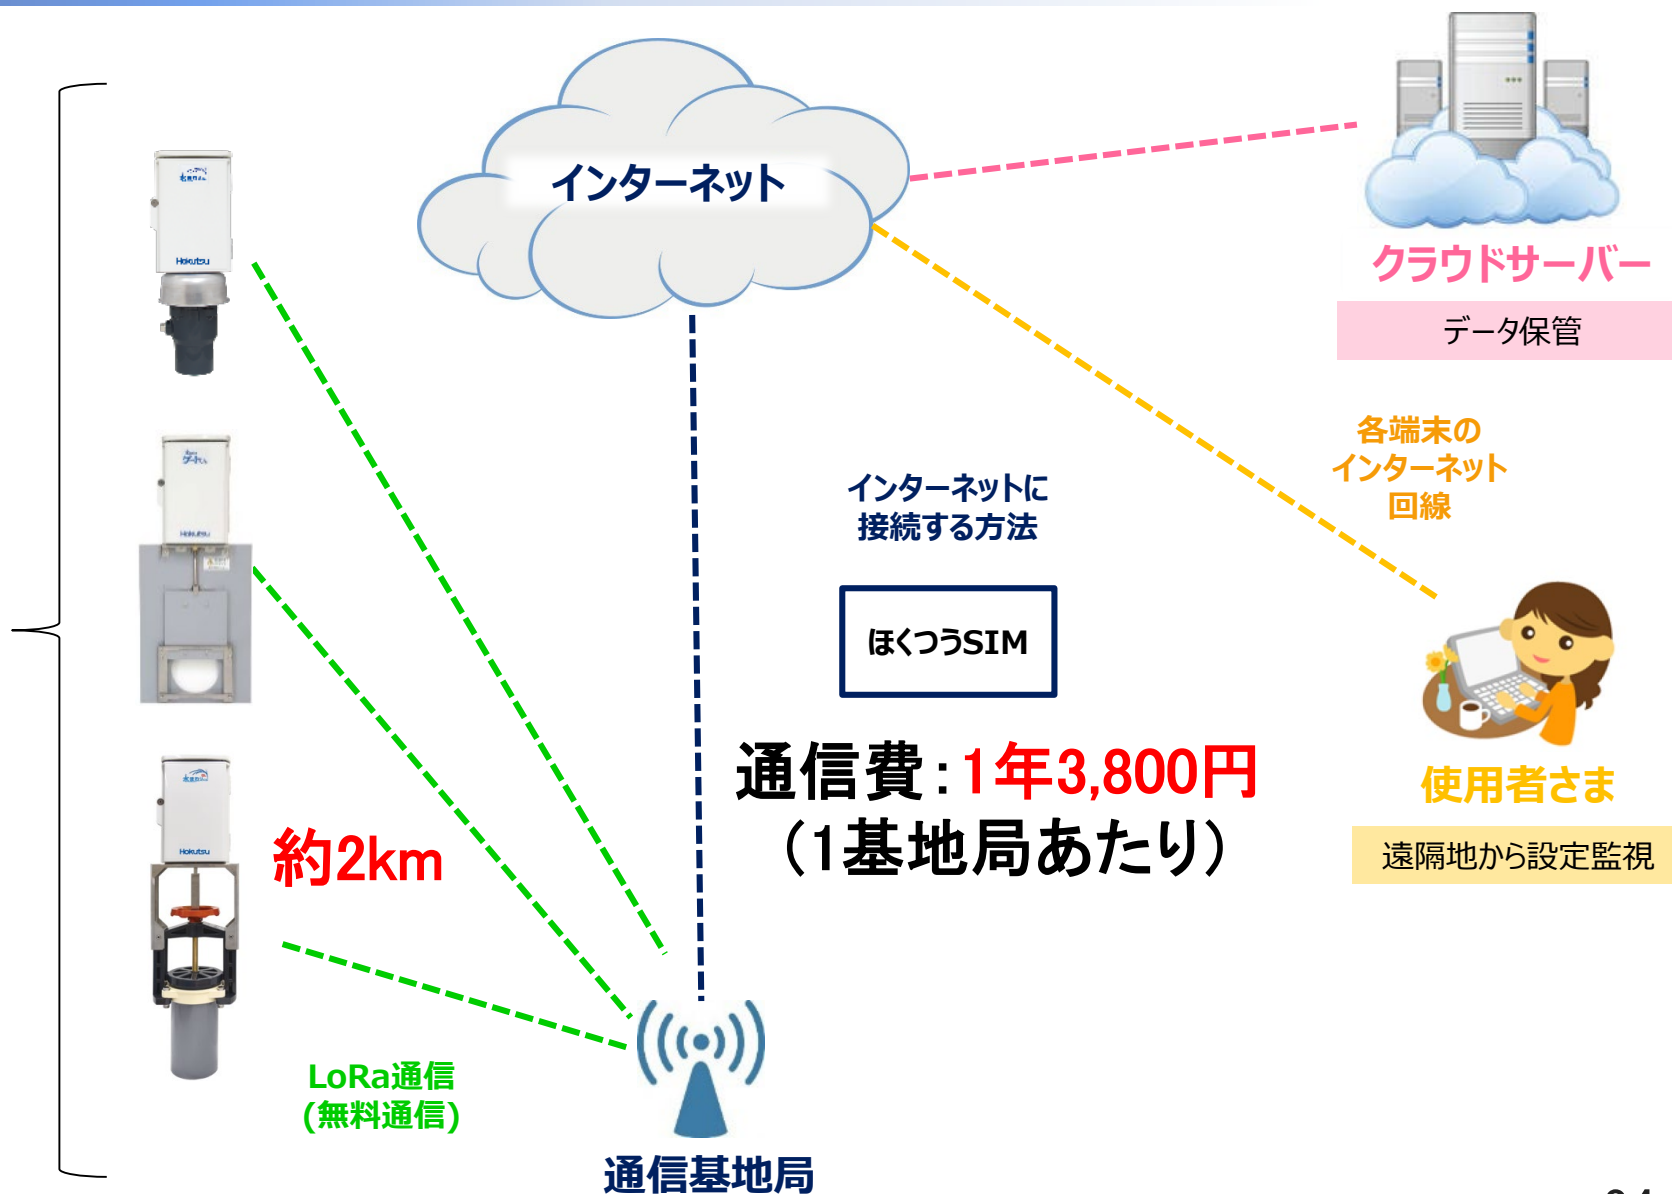 インターネット
クラウドサーバー
データ保管
各端末の
インターネット
回線
インターネットに
接続する方法
ほくつうSIM
通信費：1年3,800円
（1基地局あたり）
使用者さま
遠隔地から設定監視
Hokutsu
Hokutsu
Hokutsu
約2km
LoRa通信
(無料通信)
通信基地局